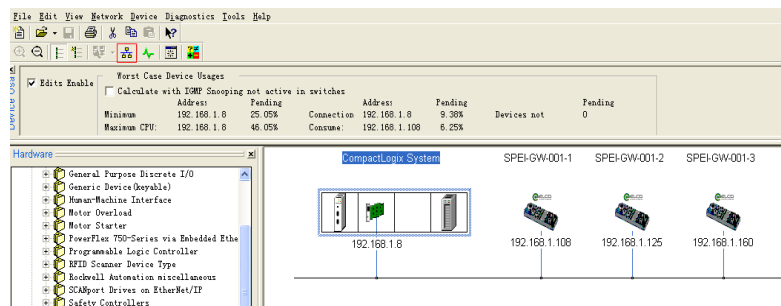 File Edit View Network Device Diagnostics Tools Help
Edits Enable
Worst Case Device Usages
Calculate with IGMP Snooping not active in switches
Address: Pending Address: Pending Pending
Minimum 192.168.1.8 25.05% Connection 192.168.1.8 9.38% Devices not 0
Maximum CPU: 192.168.1.8 46.05% Consume: 192.168.1.108 6.25%
Hardware
General Purpose Discrete I/O
Generic Device(keyable)
Human-Machine Interface
Motor Overload
Motor Starter
PowerFlex 750-Series via Embedded Ethe
Programmable Logic Controller
RFID Scanner Device Type
Rockwell Automation miscellaneous
SCANport Drives on EtherNet/IP
Safety Controllers
CompactLogix System SPEI-GW-001-1 SPEI-GW-001-2 SPEI-GW-001-3
192.168.1.8 192.168.1.108 192.168.1.125 192.168.1.160